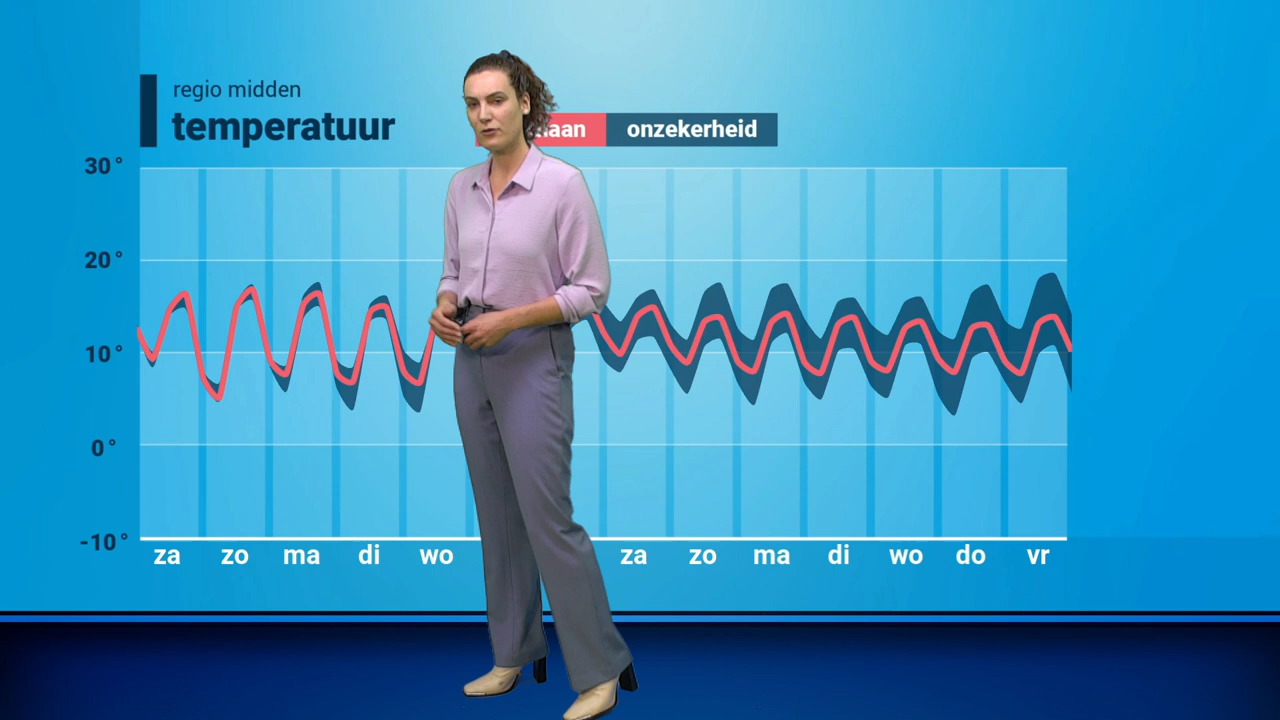 regio midden
temperatuur
onzekerheid
30°
20°
10°
0°
-10°
za zo ma di wo za zo ma di wo do vr